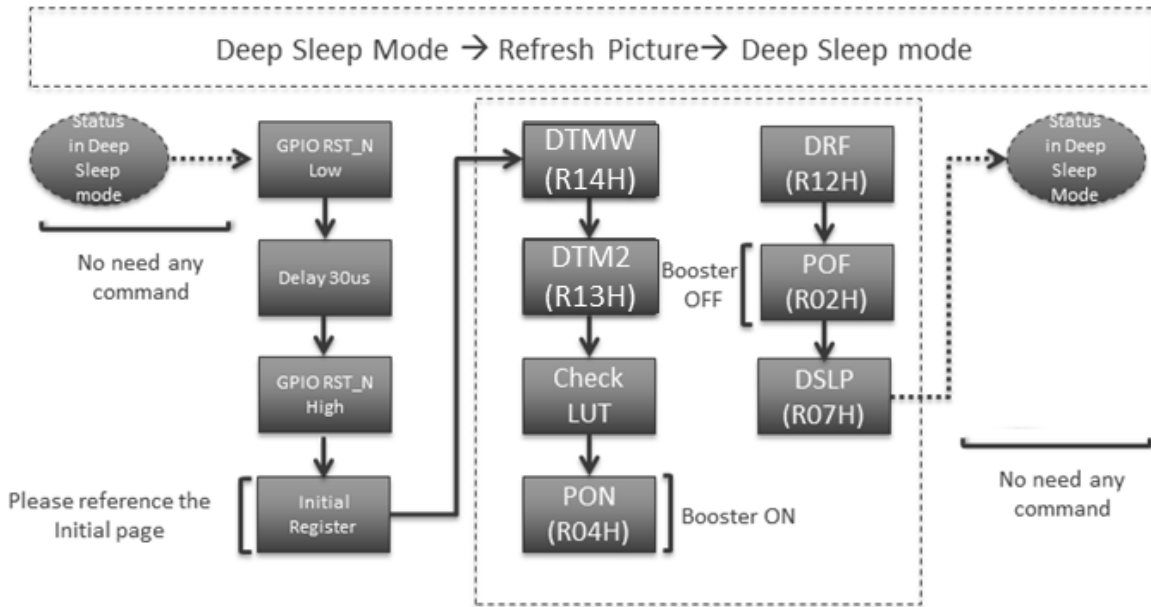 Deep Sleep Mode → Refresh Picture→ Deep Sleep mode
Status
in Deep
Sleep
mode
No need any
command
GPIO RST_N
Low
Delay 30us
GPIO RST_N
High
Please reference the
Initial page
Initial
Register
DTMW
(R14H)
DTM2
(R13H)
Check
LUT
PON
(R04H)
Booster ON
DRF
(R12H)
Booster
OFF
POF
(R02H)
DSLP
(R07H)
Status
in Deep
Sleep
Mode
No need any
command